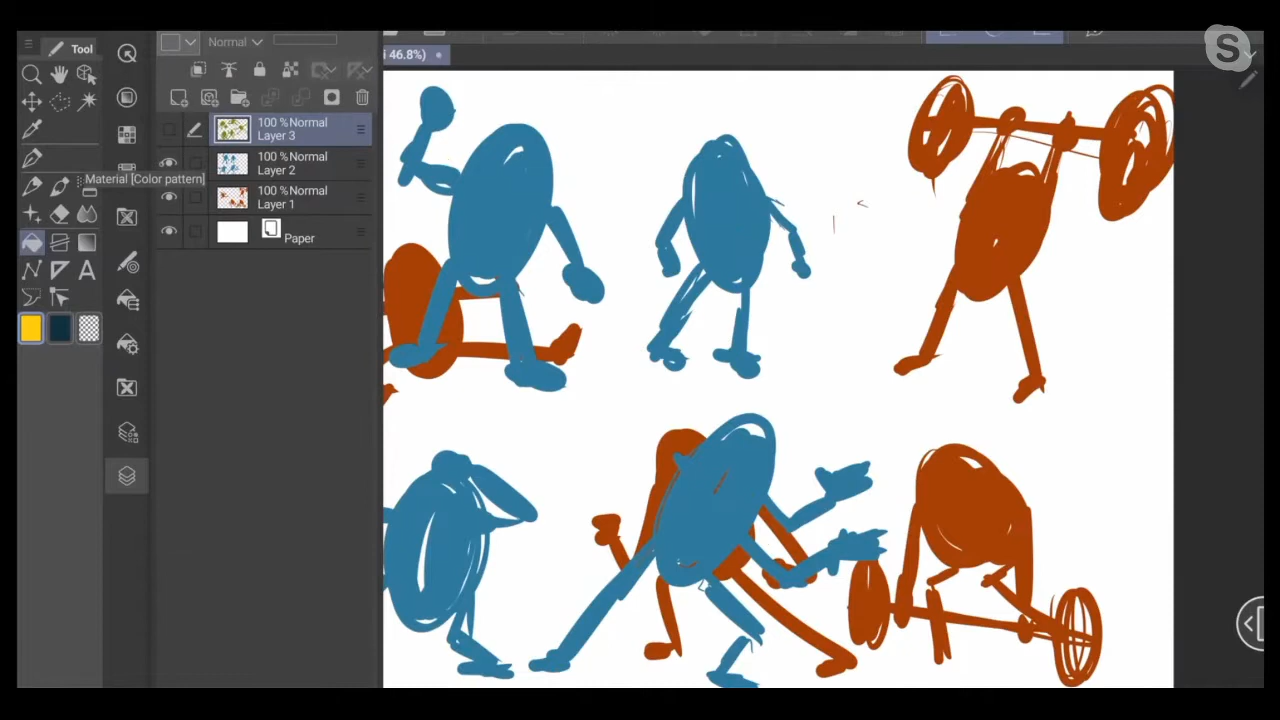 Tool
Normal
46.8%)
100 %Normal
Layer 3
100 %Normal
Layer 2
Material [Color pattern]
100 %Normal
Layer 1
Paper
A
S